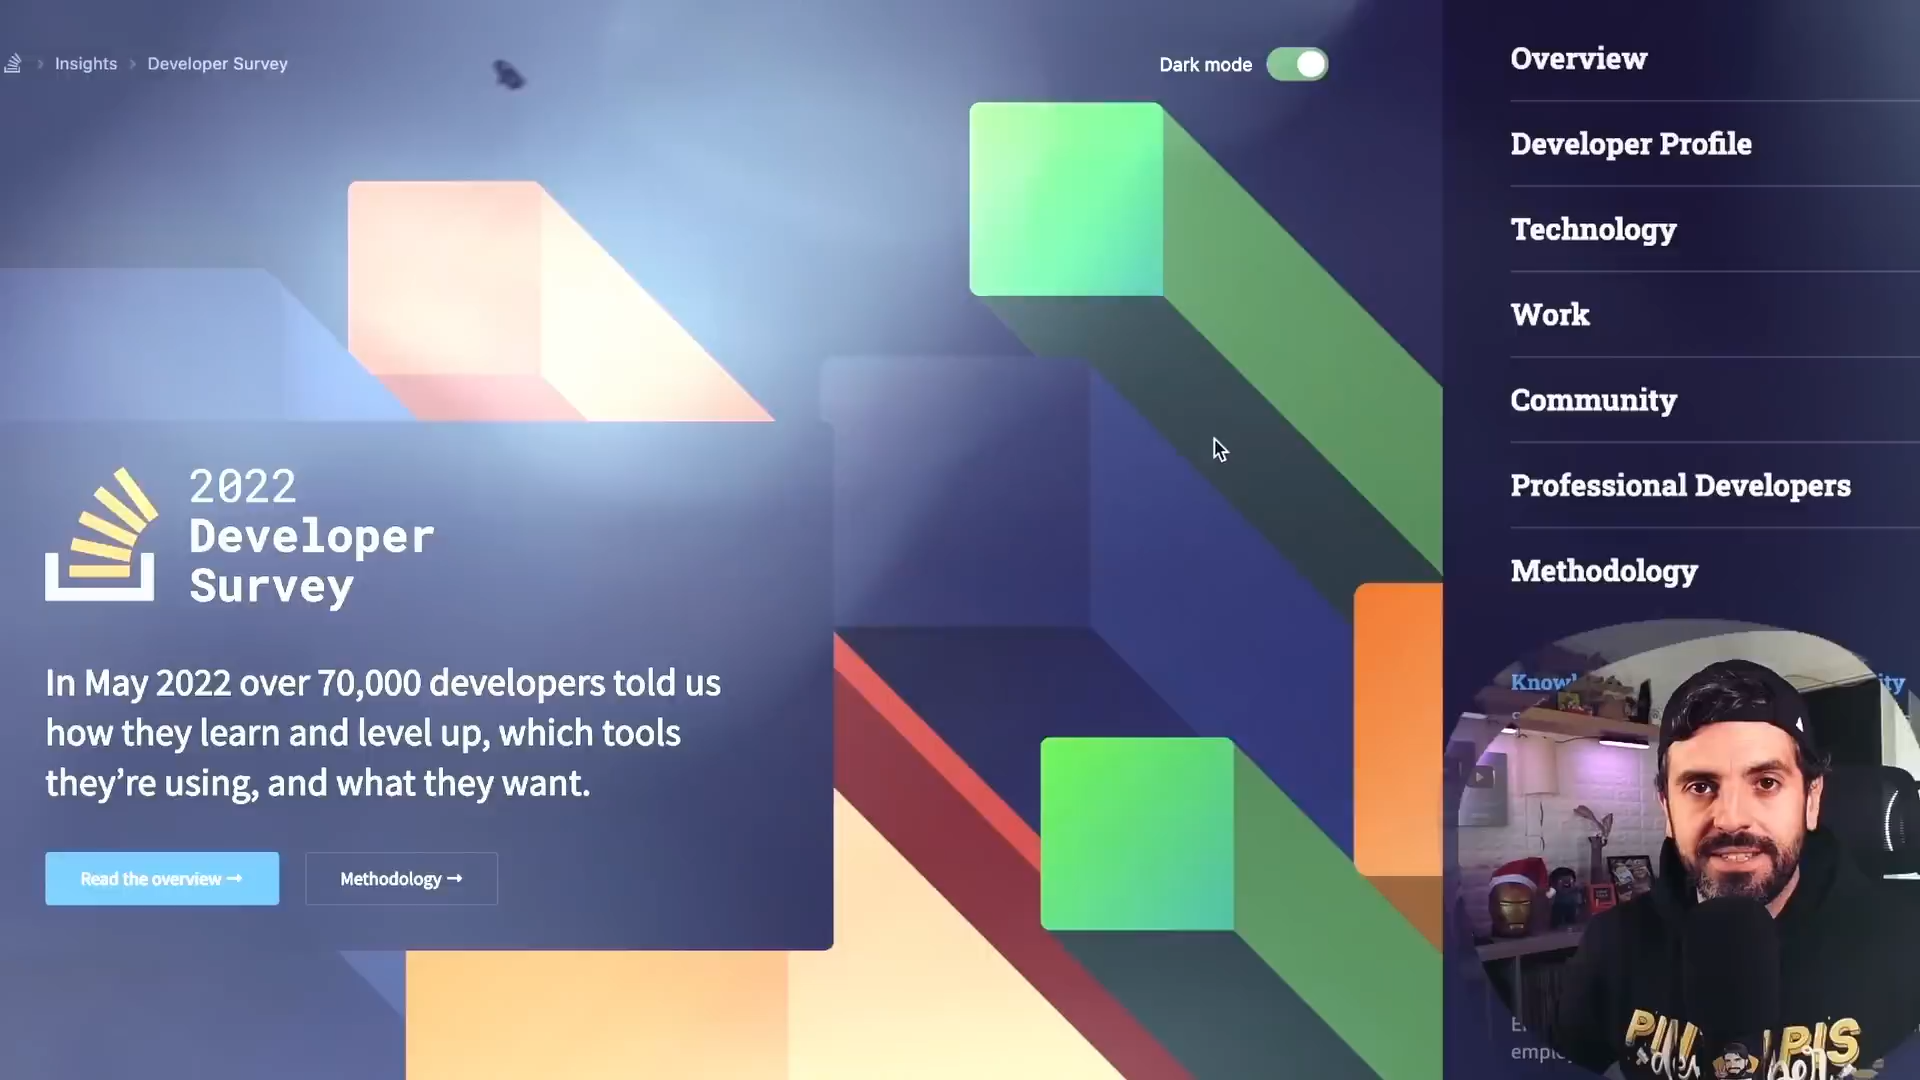 Insights
Developer Survey
Dark mode
2022
Developer
Survey
In May 2022 over 70,000 developers told us
how they learn and level up, which tools
they’re using, and what they want.
Read the overview →
Methodology →
Overview
Developer Profile
Technology
Work
Community
Professional Developers
Methodology